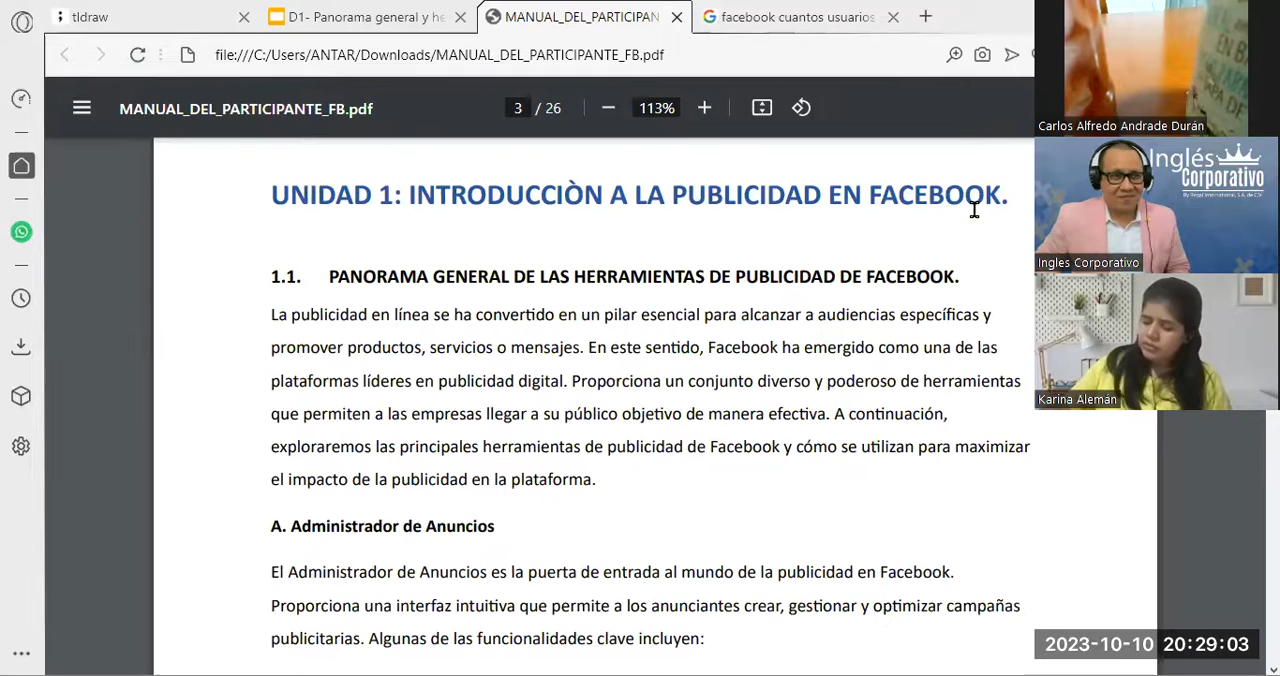 tldraw
D1- Panorama general y he
MANUAL_DEL_PARTICIPAN
facebook cuantos usuarios
file:///C:/Users/ANTAR/Downloads/MANUAL_DEL_PARTICIPANTE_FB.pdf
MANUAL_DEL_PARTICIPANTE_FB.pdf
3 / 26
113%
UNIDAD 1: INTRODUCCIÒN A LA PUBLICIDAD EN FACEBOOK.
1.1. PANORAMA GENERAL DE LAS HERRAMIENTAS DE PUBLICIDAD DE FACEBOOK.
La publicidad en línea se ha convertido en un pilar esencial para alcanzar a audiencias específicas y
promover productos, servicios o mensajes. En este sentido, Facebook ha emergido como una de las
plataformas líderes en publicidad digital. Proporciona un conjunto diverso y poderoso de herramientas
que permiten a las empresas llegar a su público objetivo de manera efectiva. A continuación,
exploraremos las principales herramientas de publicidad de Facebook y cómo se utilizan para maximizar
el impacto de la publicidad en la plataforma.
A. Administrador de Anuncios
El Administrador de Anuncios es la puerta de entrada al mundo de la publicidad en Facebook.
Proporciona una interfaz intuitiva que permite a los anunciantes crear, gestionar y optimizar campañas
publicitarias. Algunas de las funcionalidades clave incluyen:
EN BA
Carlos Alfredo Andrade Durán
Inglés
Corporativo
By Regal International, S.A. de C.V.
Ingles Corporativo
Karina Alemán
2023-10-10 20:29:03